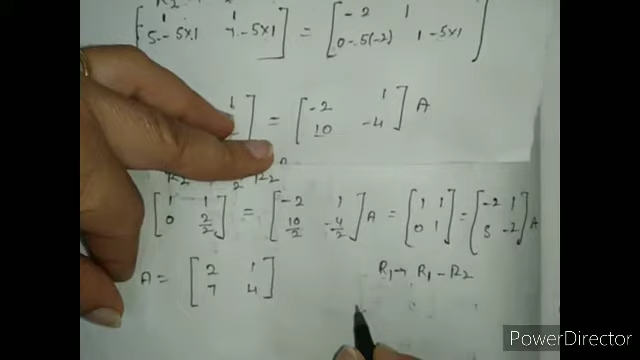 R2
[1 1
5-5×1 7-5×1] = [-2 1
0-5(-2) 1-5×1]
1] = [-2 1
10 -4] A
R2
[1 1
0 2/2] = [-2 1
10/2 -4/2] A = [1 1
0 1] = [-2 1
5 -2] A
A = [2 1
7 4] R1→ R1-R2
PowerDirector